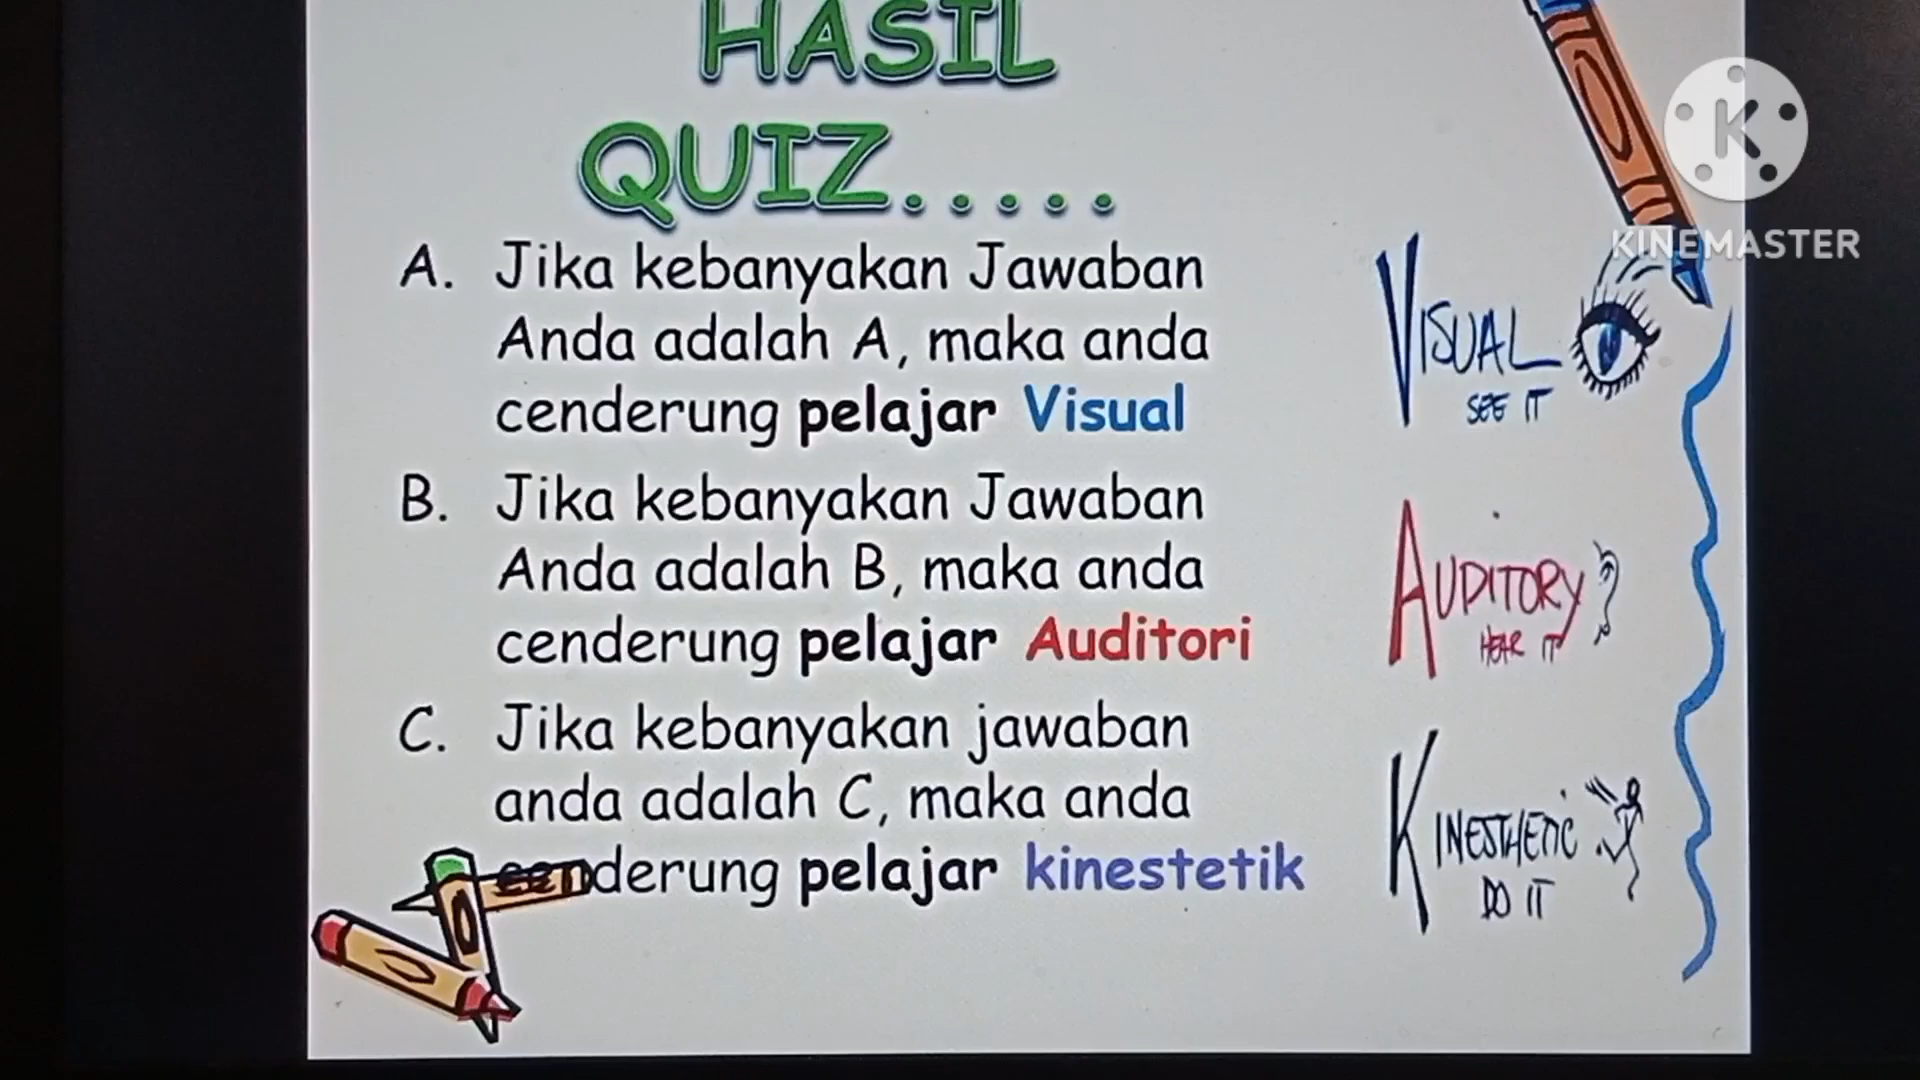 HASIL
QUIZ.....
A. Jika kebanyakan Jawaban
Anda adalah A, maka anda
cenderung pelajar Visual
B. Jika kebanyakan Jawaban
Anda adalah B, maka anda
cenderung pelajar Auditori
C. Jika kebanyakan jawaban
anda adalah C, maka anda
cenderung pelajar kinestetik
VISUAL
SEE IT
AUDITORY
HEAR IT
KINESTHETIC
DO IT
K
KINEMASTER